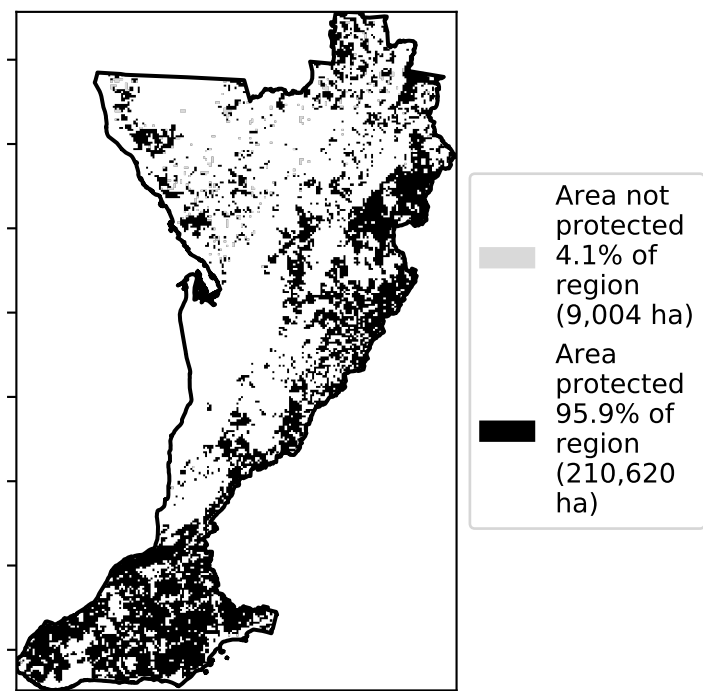 Area not
protected
4.1% of
region
(9,004 ha)
Area
protected
95.9% of
region
(210,620
ha)